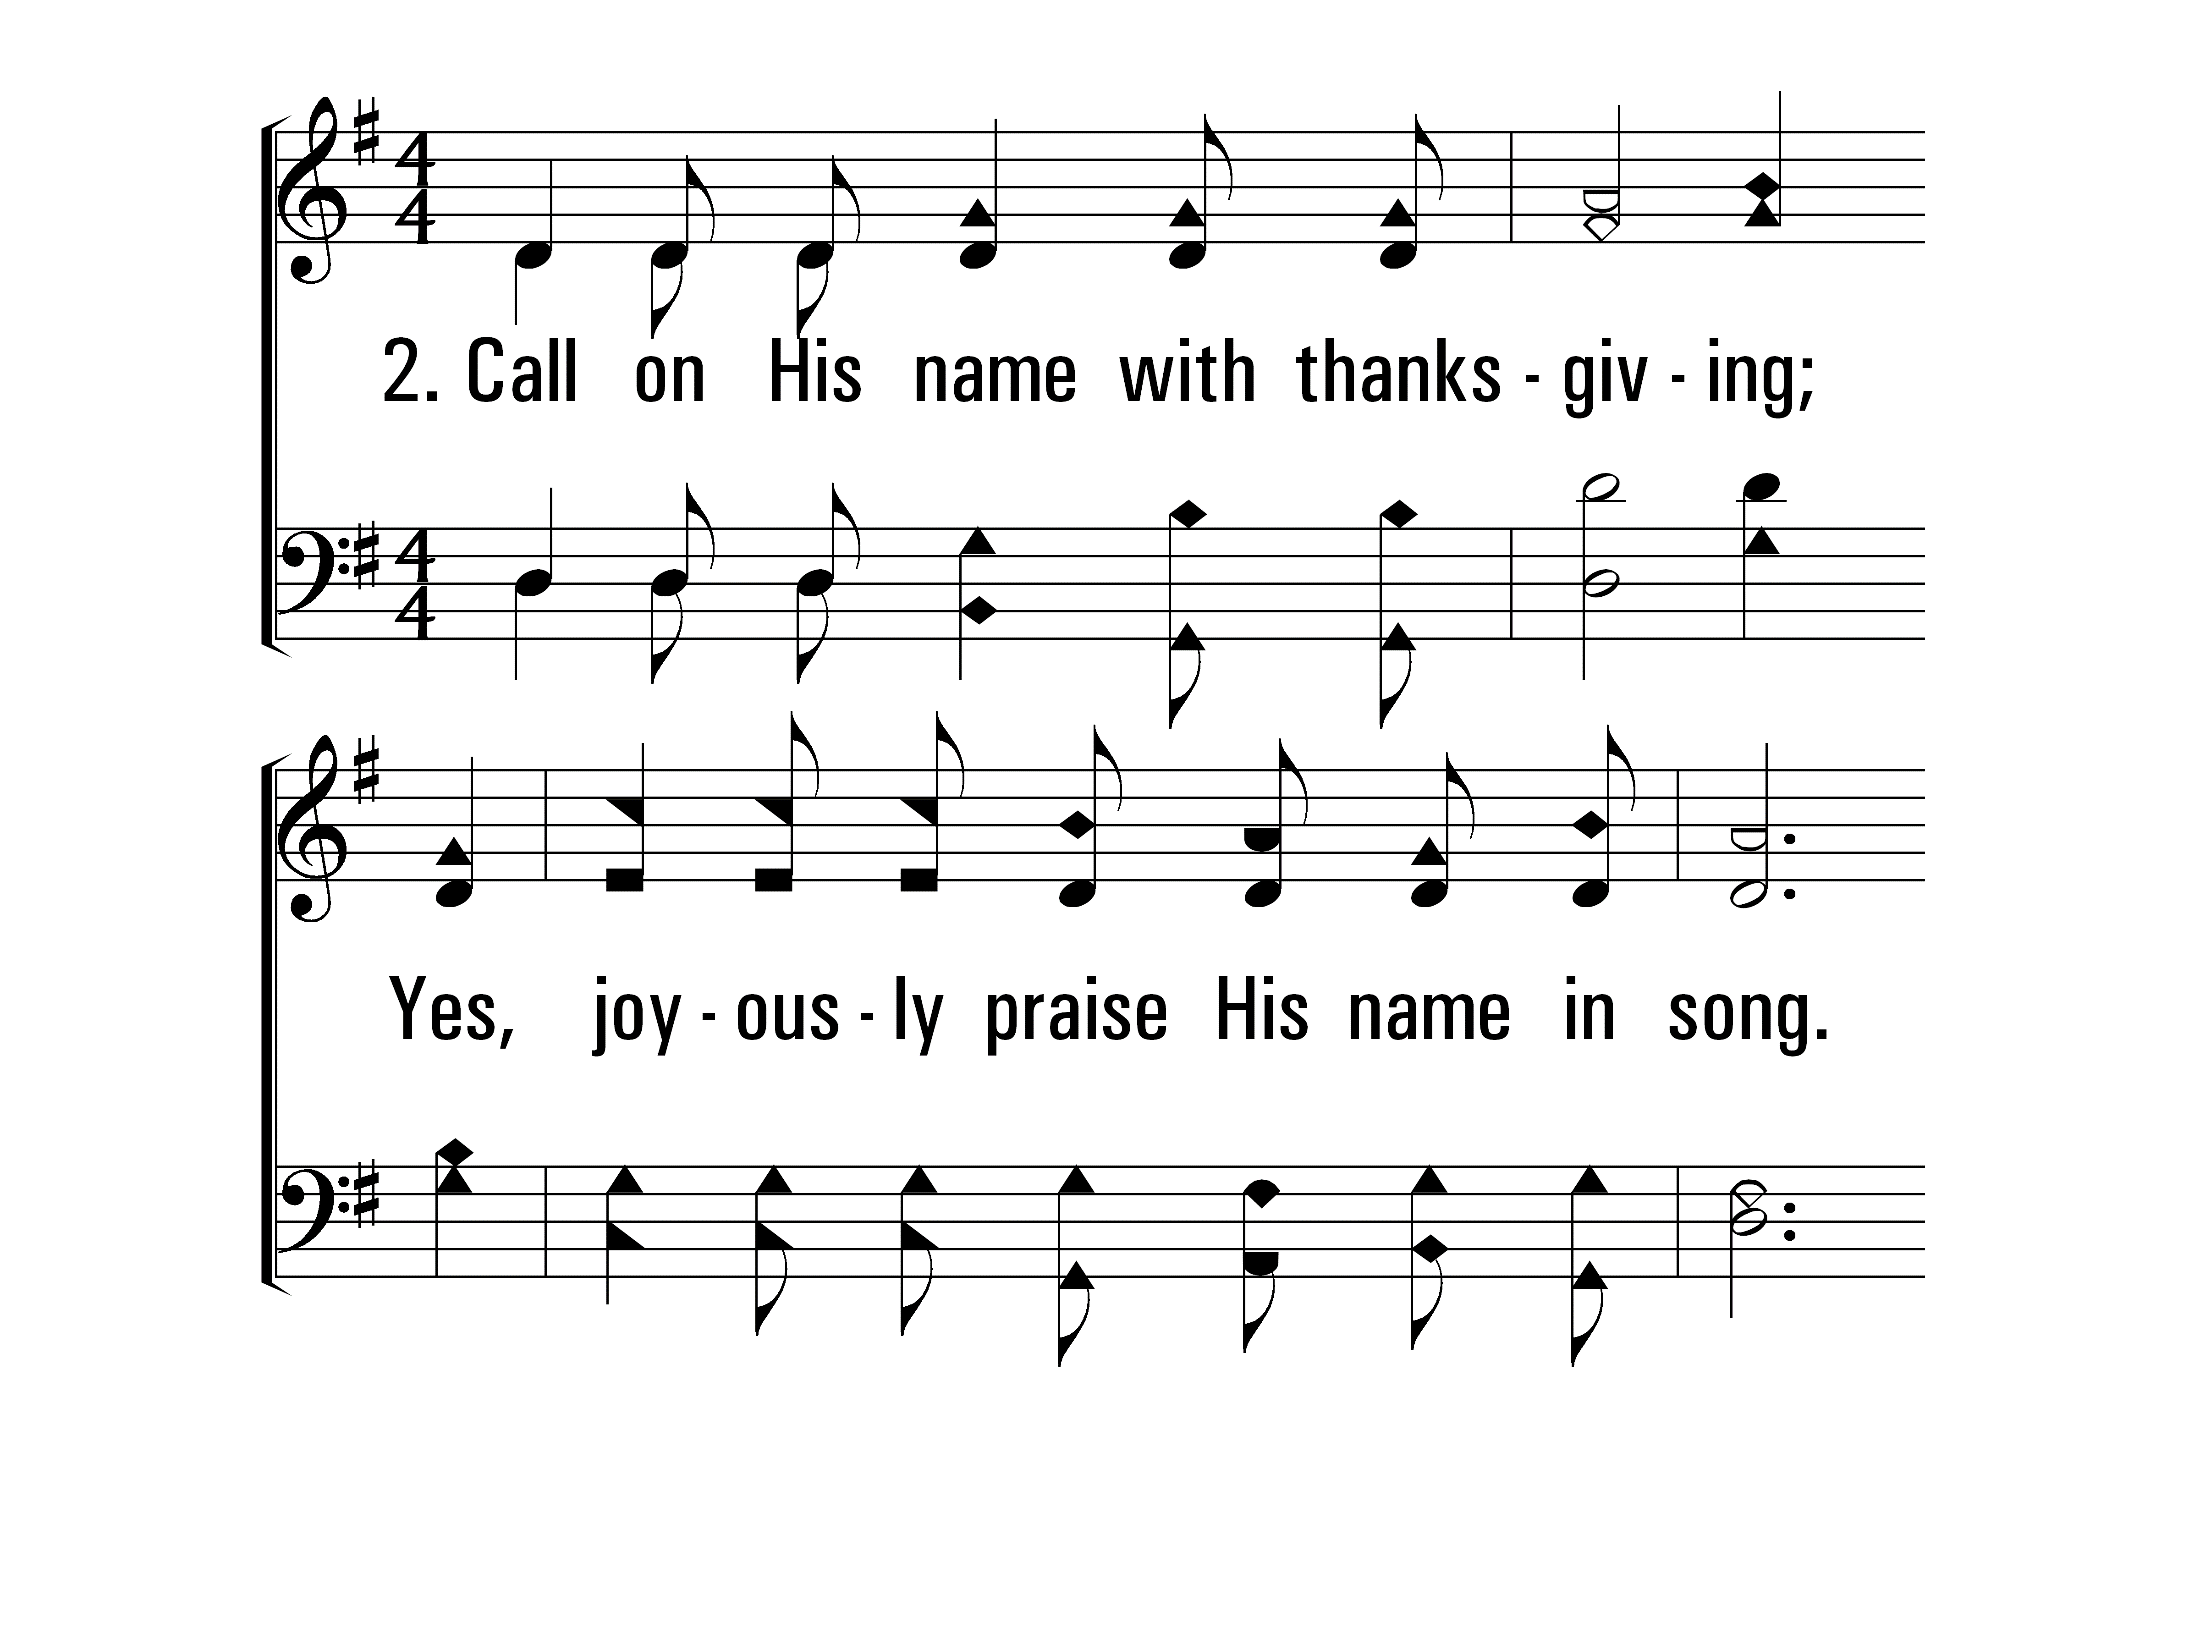 2. Call on His name with thanks - giv - ing;
Yes, joy - ous - ly praise His name in song.